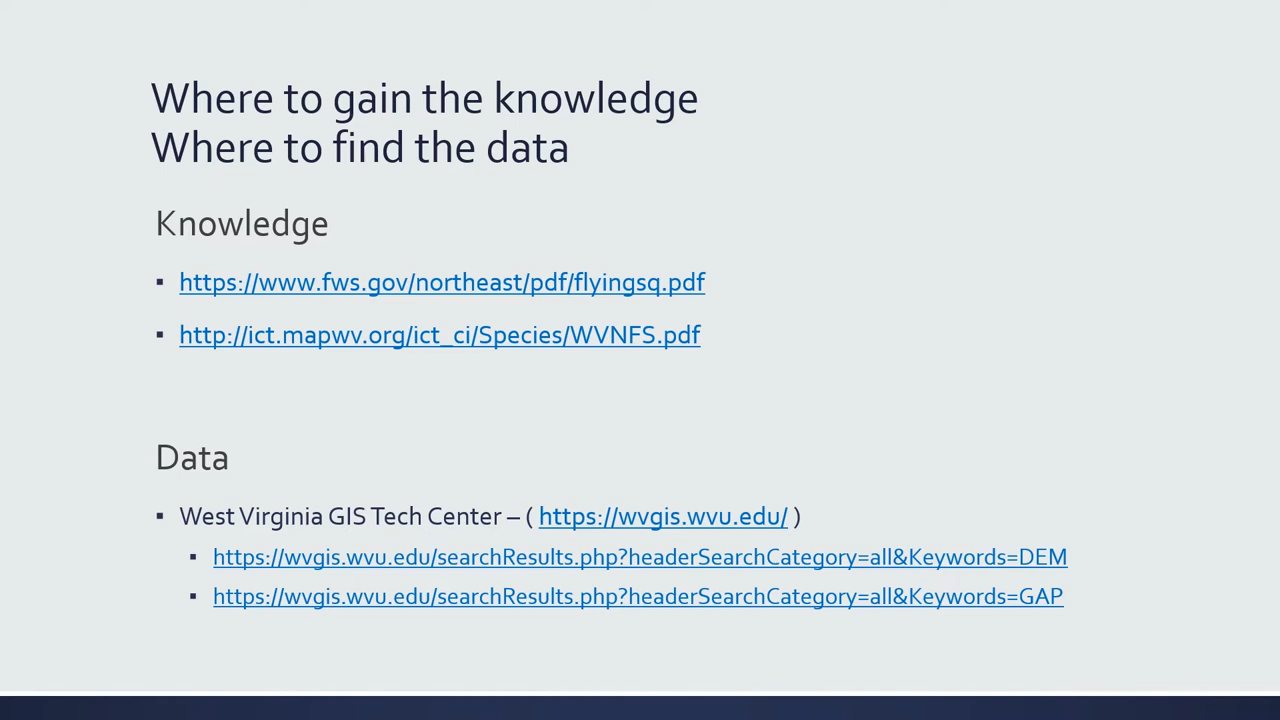 Where to gain the knowledge
Where to find the data
Knowledge
▪ https://www.fws.gov/northeast/pdf/flyingsq.pdf
▪ http://ict.mapwv.org/ict_ci/Species/WVNFS.pdf
Data
▪ West Virginia GIS Tech Center – ( https://wvgis.wvu.edu/ )
▪ https://wvgis.wvu.edu/searchResults.php?headerSearchCategory=all&Keywords=DEM
▪ https://wvgis.wvu.edu/searchResults.php?headerSearchCategory=all&Keywords=GAP